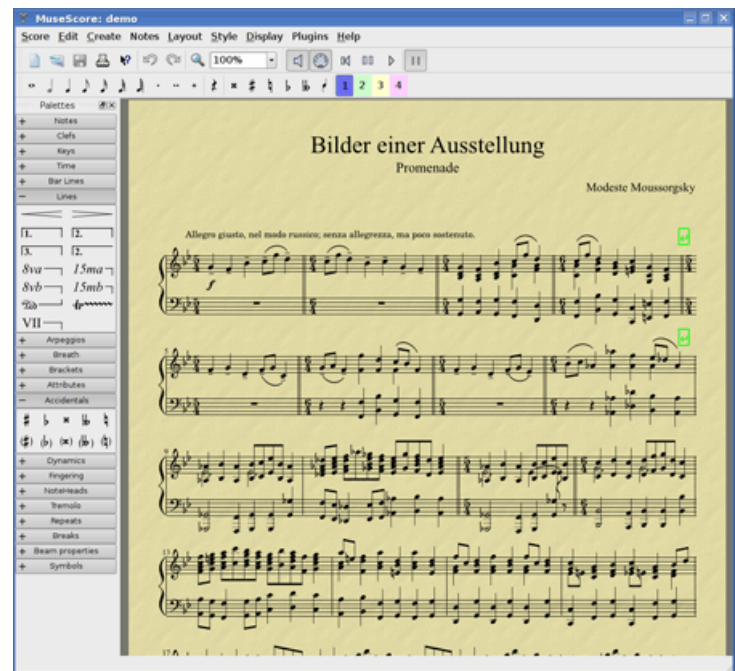 MuseScore: demo
Score Edit Create Notes Layout Style Display Plugins Help
100%
1 2 3 4
Palettes
+ Notes
+ Clefs
+ Keys
+ Time
+ Bar Lines
− Lines
1. 2.
3. 2.
8va 15ma
8vb 15mb
VII
+ Arpeggios
+ Breath
+ Brackets
+ Attributes
− Accidentals
+ Dynamics
+ Fingering
+ NoteHeads
+ Tremolo
+ Repeats
+ Breaks
+ Beam properties
+ Symbols
Bilder einer Ausstellung
Promenade
Modeste Moussorgsky
Allegro giusto, nel modo russico; senza allegrezza, ma poco sostenuto.
f